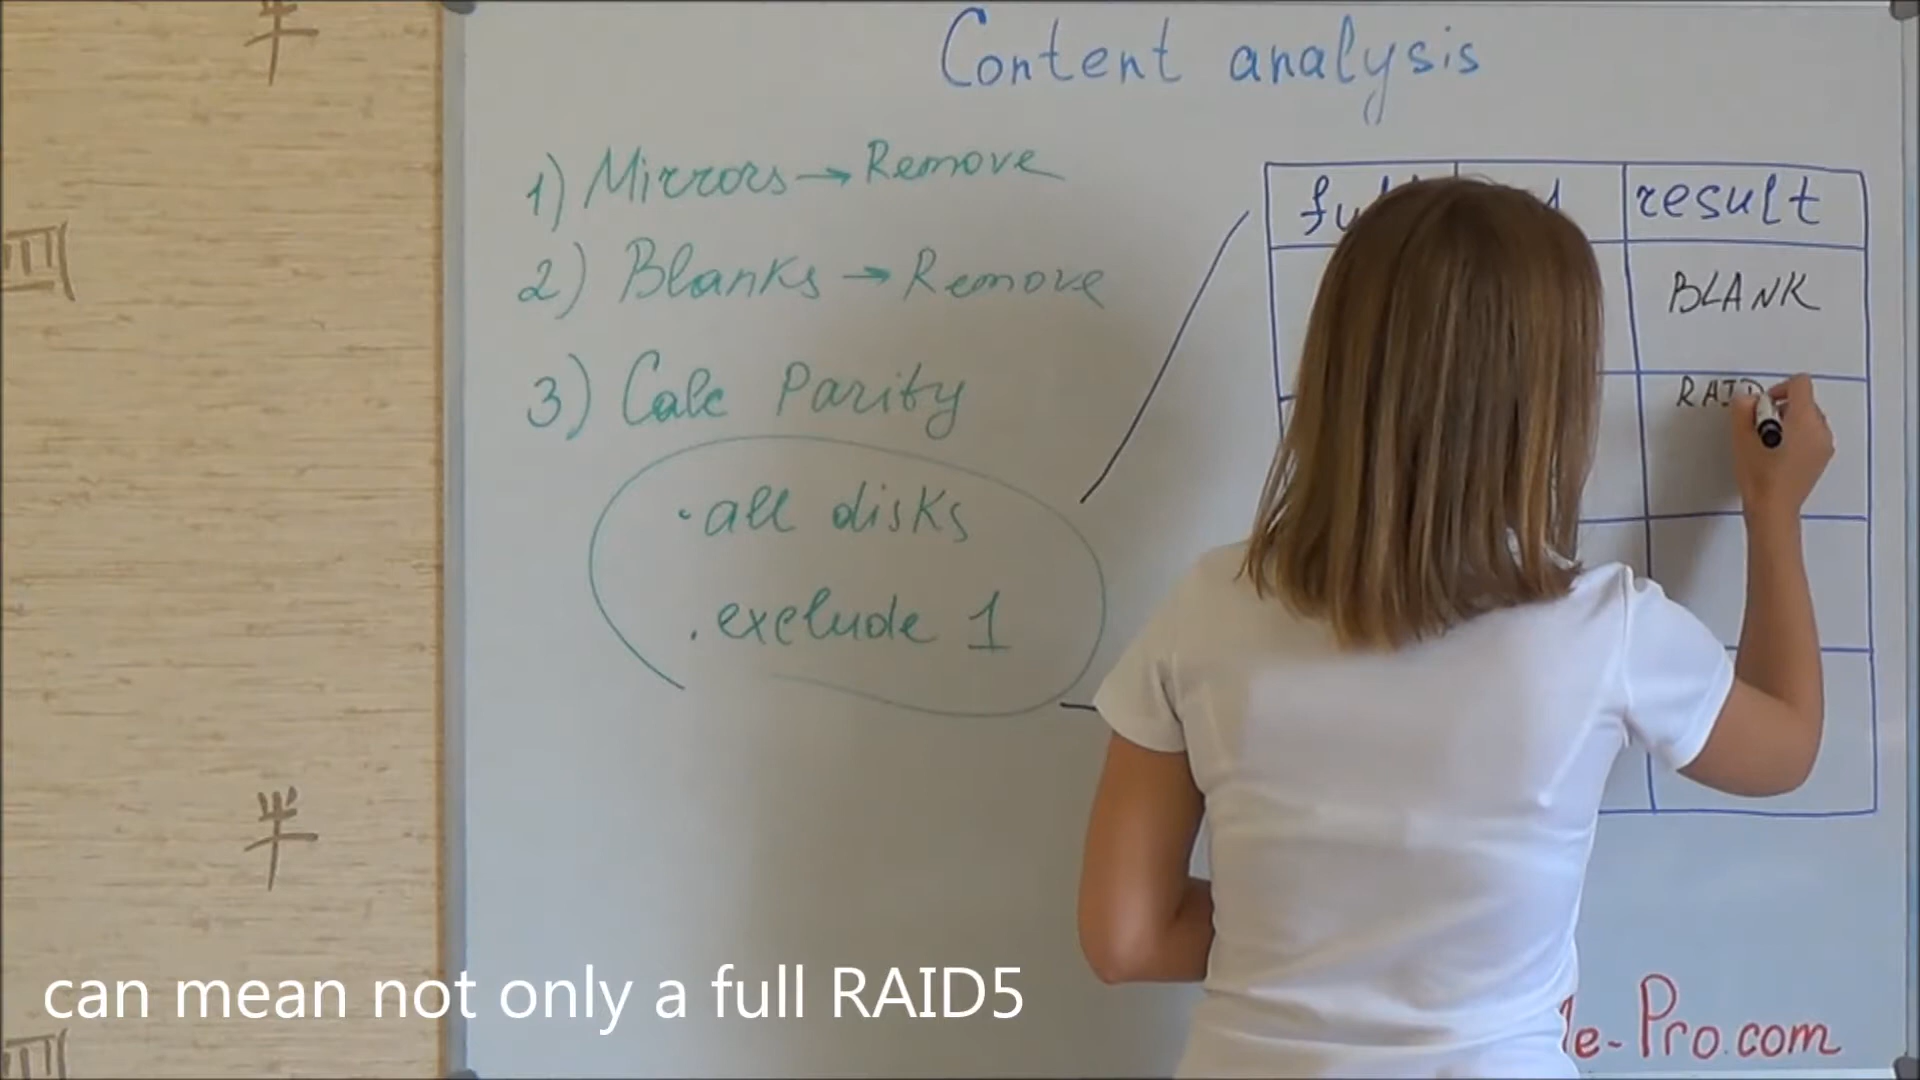 Content analysis
1) Mirrors → Remove
2) Blanks → Remove
3) Calc Parity
· all disks
. exclude 1
result
BLANK
RAID
can mean not only a full RAID5
Pro.com